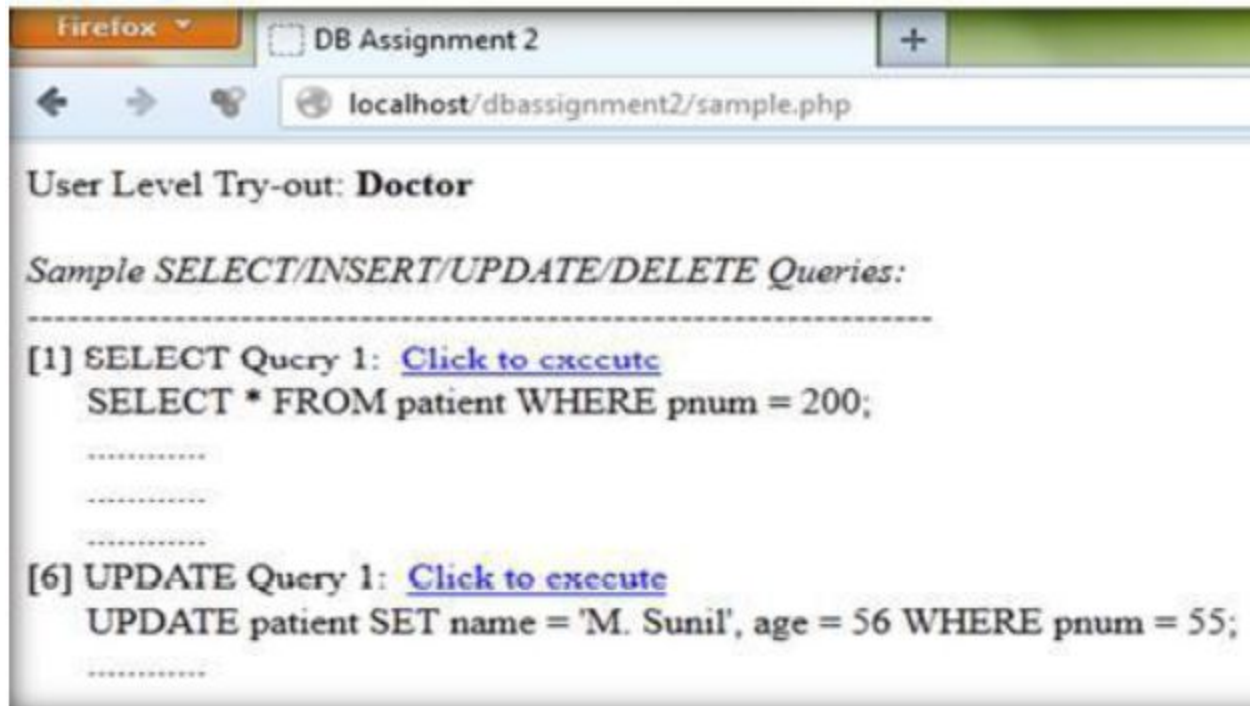 Firefox
DB Assignment 2
+
localhost/dbassignment2/sample.php
User Level Try-out: Doctor
Sample SELECT/INSERT/UPDATE/DELETE Queries:
--------------------------------------------------------------------
[1] SELECT Query 1: Click to execute
SELECT * FROM patient WHERE pnum = 200;
------------
------------
------------
[6] UPDATE Query 1: Click to execute
UPDATE patient SET name = 'M. Sunil', age = 56 WHERE pnum = 55;
------------